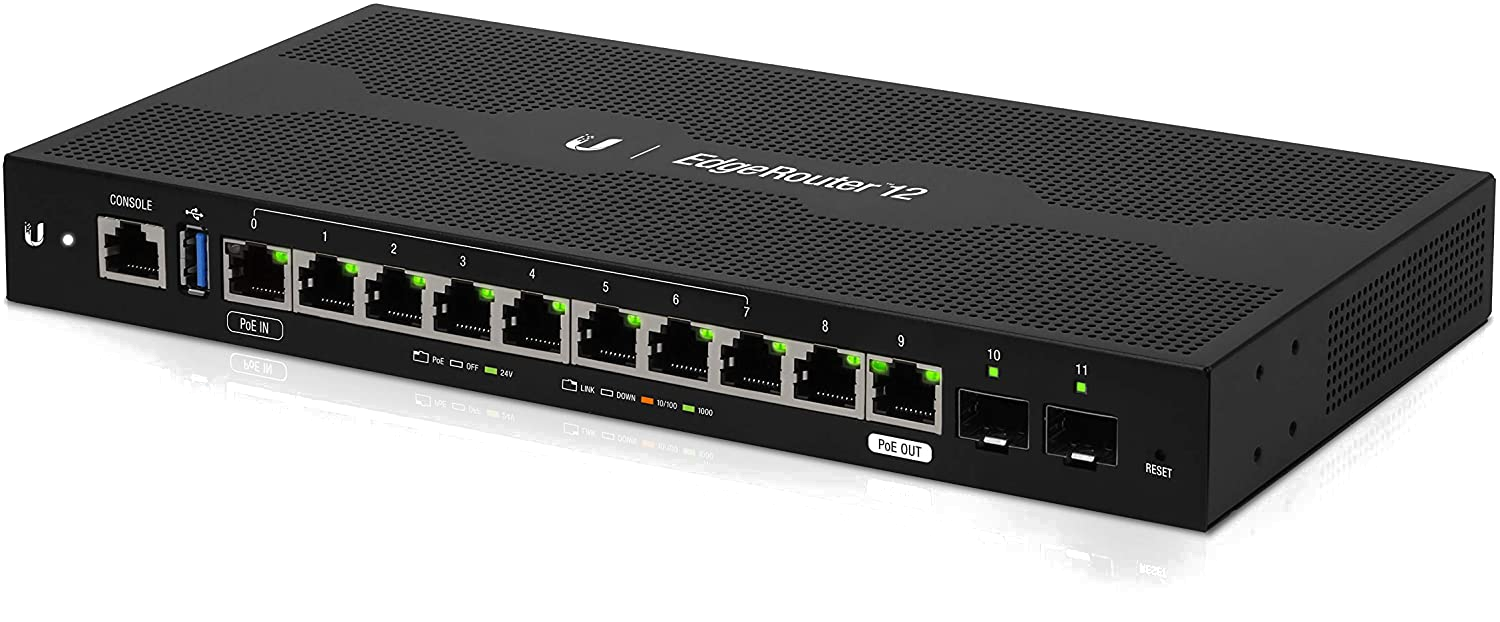 U | EdgeRouter™ 12
CONSOLE
0 1 2 3 4 5 6 7 8 9 10 11
U
PoE IN
PoE OFF 24V
LINK DOWN 10/100 1000
PoE OUT
RESET